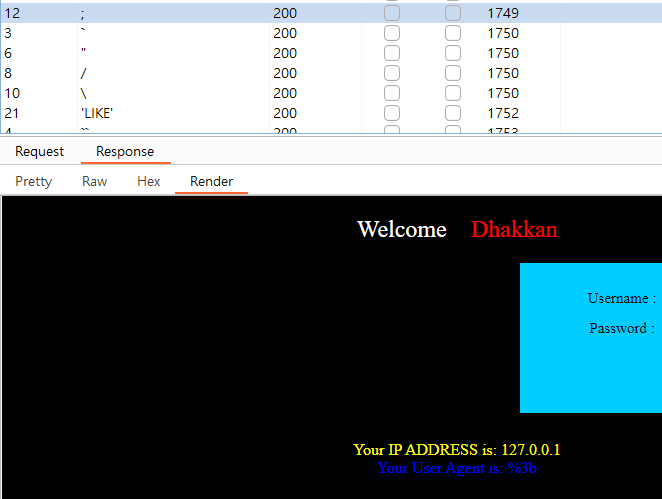 12 ; 200 1749
3 ` 200 1750
6 " 200 1750
8 / 200 1750
10 \ 200 1750
21 'LIKE' 200 1752
4 `` 200 1753
Request Response
Pretty Raw Hex Render
Welcome Dhakkan
Username :
Password :
Your IP ADDRESS is: 127.0.0.1
Your User Agent is: %3b